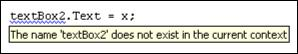 textBox2.Text = x;
The name 'textBox2' does not exist in the current context